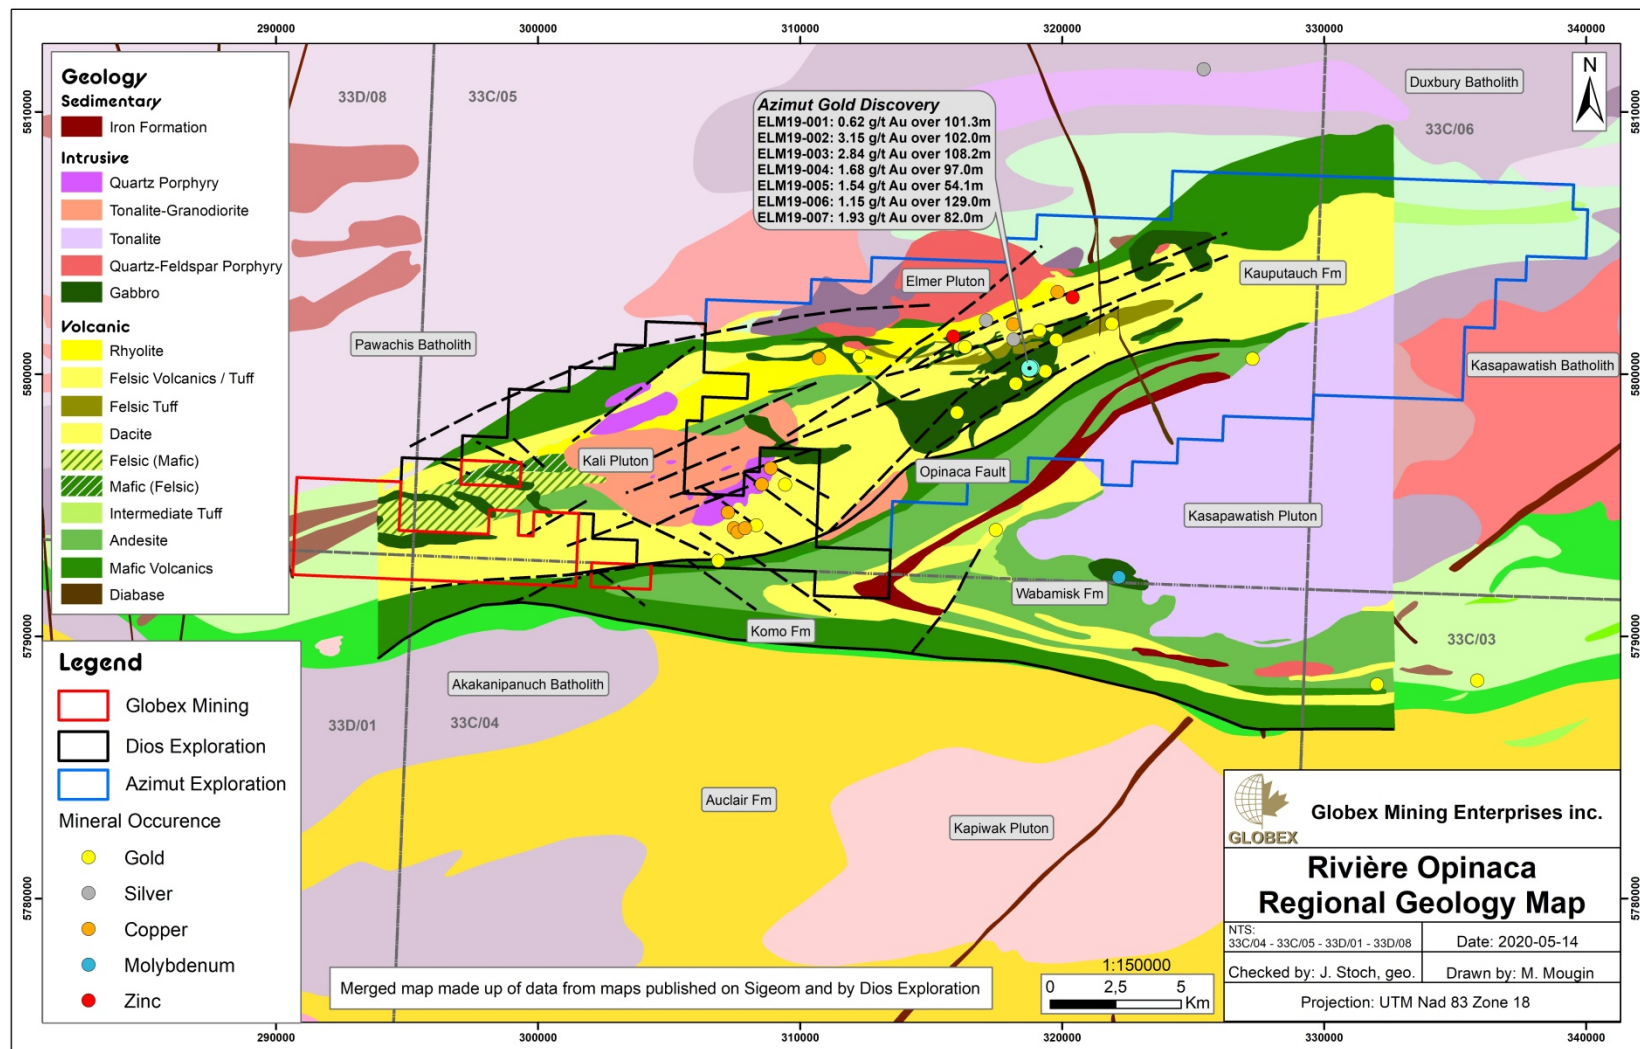 290000
300000
310000
320000
330000
340000
Geology
Sedimentary
Iron Formation
Intrusive
Quartz Porphyry
Tonalite-Granodiorite
Tonalite
Quartz-Feldspar Porphyry
Gabbro
Volcanic
Rhyolite
Felsic Volcanics / Tuff
Felsic Tuff
Dacite
Felsic (Mafic)
Mafic (Felsic)
Intermediate Tuff
Andesite
Mafic Volcanics
Diabase
33D/08
33C/05
Azimut Gold Discovery
ELM19-001: 0.62 g/t Au over 101.3m
ELM19-002: 3.15 g/t Au over 102.0m
ELM19-003: 2.84 g/t Au over 108.2m
ELM19-004: 1.68 g/t Au over 97.0m
ELM19-005: 1.54 g/t Au over 54.1m
ELM19-006: 1.15 g/t Au over 129.0m
ELM19-007: 1.93 g/t Au over 82.0m
Duxbury Batholith
33C/06
N
5810000
5810000
Elmer Pluton
Kauputauch Fm
Pawachis Batholith
Kasapawatish Batholith
5800000
5800000
Kali Pluton
Opinaca Fault
Kasapawatish Pluton
Wabamisk Fm
Komo Fm
33C/03
5790000
5790000
Akakanipanuch Batholith
33D/01
33C/04
Auclair Fm
Kapiwak Pluton
5780000
5780000
Legend
Globex Mining
Dios Exploration
Azimut Exploration
Mineral Occurence
Gold
Silver
Copper
Molybdenum
Zinc
Merged map made up of data from maps published on Sigeom and by Dios Exploration
1:150000
0 2,5 5
Km
GLOBEX
Globex Mining Enterprises inc.
Rivière Opinaca
Regional Geology Map
NTS:
33C/04 - 33C/05 - 33D/01 - 33D/08
Date: 2020-05-14
Checked by: J. Stoch, geo.
Drawn by: M. Mougin
Projection: UTM Nad 83 Zone 18
290000
300000
310000
320000
330000
340000